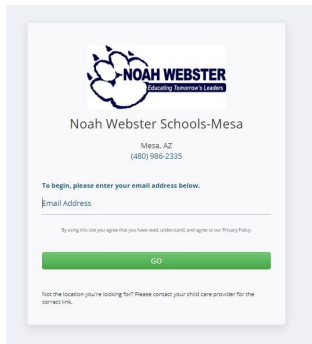 NOAH WEBSTER
Educating Tomorrow's Leaders
Noah Webster Schools-Mesa
Mesa, AZ
(480) 986-2335
To begin, please enter your email address below.
Email Address
By using this site you agree that you have read, understand, and agree to our Privacy Policy.
GO
Not the location you're looking for? Please contact your child care provider for the
correct link.